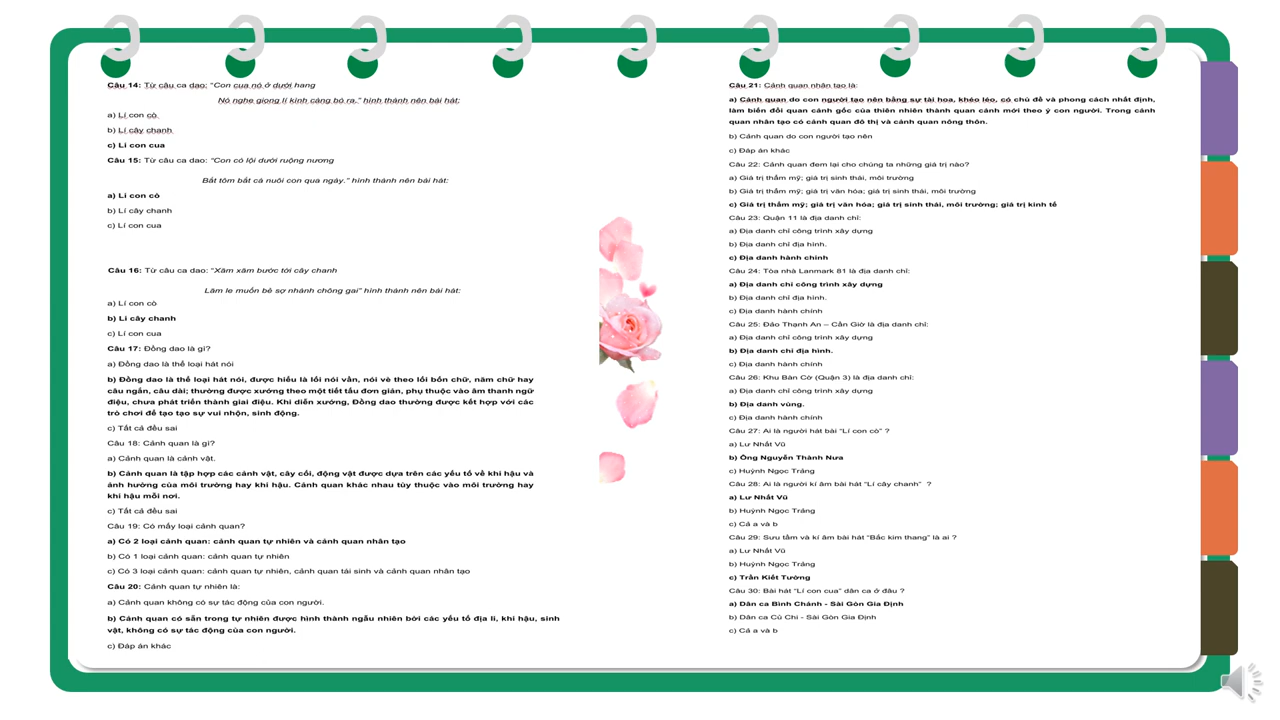 Câu 14: Từ câu ca dao: “Con cua nó ở dưới hang
Nó nghe giọng lí kình càng bò ra.” hình thành nên bài hát:
a) Lí con cò.
b) Lí cây chanh.
c) Lí con cua
Câu 15: Từ câu ca dao: “Con cò lội dưới ruộng nương
Bắt tôm bắt cá nuôi con qua ngày.” hình thành nên bài hát:
a) Lí con cò
b) Lí cây chanh
c) Lí con cua
Câu 16: Từ câu ca dao: “Xăm xăm bước tới cây chanh
Lăm le muốn bẻ sợ nhành chông gai” hình thành nên bài hát:
a) Lí con cò
b) Lí cây chanh
c) Lí con cua
Câu 17: Đồng dao là gì?
a) Đồng dao là thể loại hát nói
b) Đồng dao là thể loại hát nói, được hiểu là lối nói vần, nói vè theo lối bốn chữ, năm chữ hay
câu ngắn, câu dài; thường được xướng theo một tiết tấu đơn giản, phụ thuộc vào âm thanh ngữ
điệu, chưa phát triển thành giai điệu. Khi diễn xướng, Đồng dao thường được kết hợp với các
trò chơi để tạo tạo sự vui nhộn, sinh động.
c) Tất cả đều sai
Câu 18: Cảnh quan là gì?
a) Cảnh quan là cảnh vật.
b) Cảnh quan là tập hợp các cảnh vật, cây cối, động vật được dựa trên các yếu tố về khí hậu và
ảnh hưởng của môi trường hay khí hậu. Cảnh quan khác nhau tùy thuộc vào môi trường hay
khí hậu mỗi nơi.
c) Tất cả đều sai
Câu 19: Có mấy loại cảnh quan?
a) Có 2 loại cảnh quan: cảnh quan tự nhiên và cảnh quan nhân tạo
b) Có 1 loại cảnh quan: cảnh quan tự nhiên
c) Có 3 loại cảnh quan: cảnh quan tự nhiên, cảnh quan tái sinh và cảnh quan nhân tạo
Câu 20: Cảnh quan tự nhiên là:
a) Cảnh quan không có sự tác động của con người.
b) Cảnh quan có sẵn trong tự nhiên được hình thành ngẫu nhiên bởi các yếu tố địa lí, khí hậu, sinh
vật, không có sự tác động của con người.
c) Đáp án khác
Câu 21: Cảnh quan nhân tạo là:
a) Cảnh quan do con người tạo nên bằng sự tài hoa, khéo léo, có chủ đề và phong cách nhất định,
làm biến đổi quan cảnh gốc của thiên nhiên thành quan cảnh mới theo ý con người. Trong cảnh
quan nhân tạo có cảnh quan đô thị và cảnh quan nông thôn.
b) Cảnh quan do con người tạo nên
c) Đáp án khác
Câu 22: Cảnh quan đem lại cho chúng ta những giá trị nào?
a) Giá trị thẩm mỹ; giá trị sinh thái, môi trường
b) Giá trị thẩm mỹ; giá trị văn hóa; giá trị sinh thái, môi trường
c) Giá trị thẩm mỹ; giá trị văn hóa; giá trị sinh thái, môi trường; giá trị kinh tế
Câu 23: Quận 11 là địa danh chỉ:
a) Địa danh chỉ công trình xây dựng
b) Địa danh chỉ địa hình.
c) Địa danh hành chính
Câu 24: Tòa nhà Lanmark 81 là địa danh chỉ:
a) Địa danh chỉ công trình xây dựng
b) Địa danh chỉ địa hình.
c) Địa danh hành chính
Câu 25: Đảo Thạnh An – Cần Giờ là địa danh chỉ:
a) Địa danh chỉ công trình xây dựng
b) Địa danh chỉ địa hình.
c) Địa danh hành chính
Câu 26: Khu Bàn Cờ (Quận 3) là địa danh chỉ:
a) Địa danh chỉ công trình xây dựng
b) Địa danh vùng.
c) Địa danh hành chính
Câu 27: Ai là người hát bài “Lí con cò” ?
a) Lư Nhất Vũ
b) Ông Nguyễn Thành Nưa
c) Huỳnh Ngọc Trảng
Câu 28: Ai là người kí âm bài hát “Lí cây chanh” ?
a) Lư Nhất Vũ
b) Huỳnh Ngọc Trảng
c) Cả a và b
Câu 29: Sưu tầm và kí âm bài hát “Bắc kim thang” là ai ?
a) Lư Nhất Vũ
b) Huỳnh Ngọc Trảng
c) Trần Kiết Tường
Câu 30: Bài hát “Lí con cua” dân ca ở đâu ?
a) Dân ca Bình Chánh - Sài Gòn Gia Định
b) Dân ca Củ Chi - Sài Gòn Gia Định
c) Cả a và b